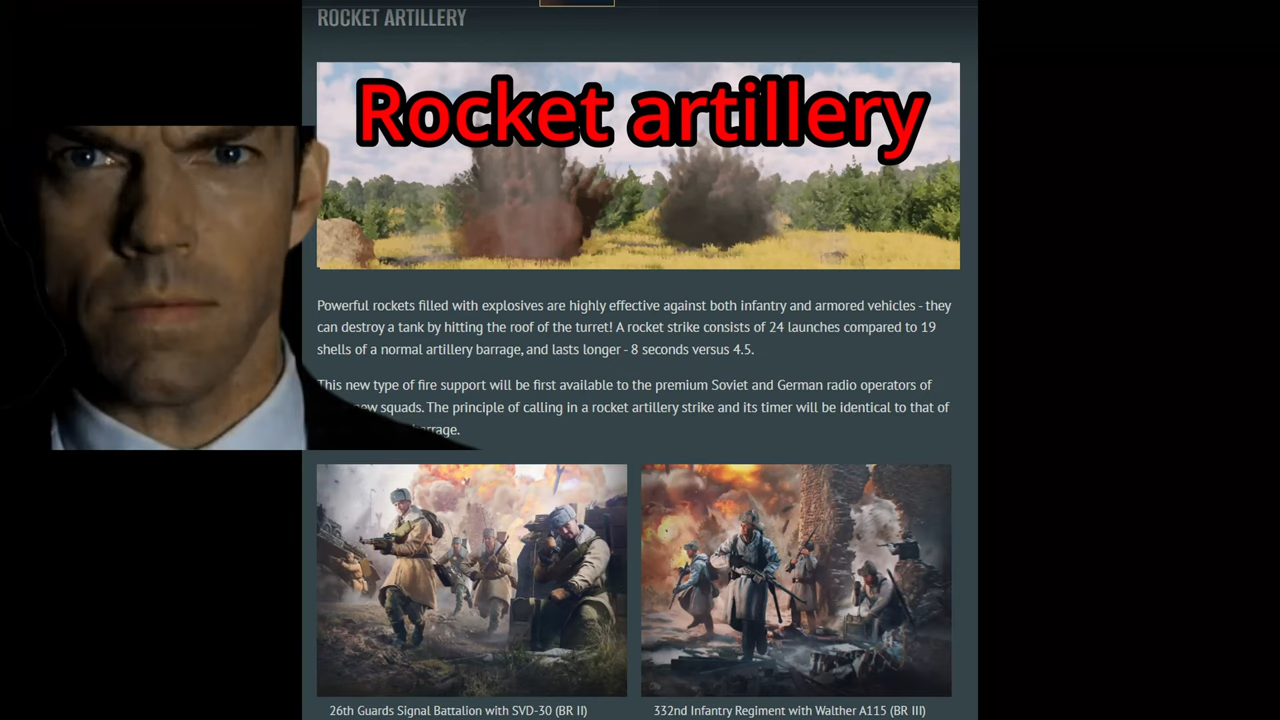 ROCKET ARTILLERY
Rocket artillery
Powerful rockets filled with explosives are highly effective against both infantry and armored vehicles - they
can destroy a tank by hitting the roof of the turret! A rocket strike consists of 24 launches compared to 19
shells of a normal artillery barrage, and lasts longer - 8 seconds versus 4.5.
This new type of fire support will be first available to the premium Soviet and German radio operators of
squads. The principle of calling in a rocket artillery strike and its timer will be identical to that of
26th Guards Signal Battalion with SVD-30 (BR II)
332nd Infantry Regiment with Walther A115 (BR III)